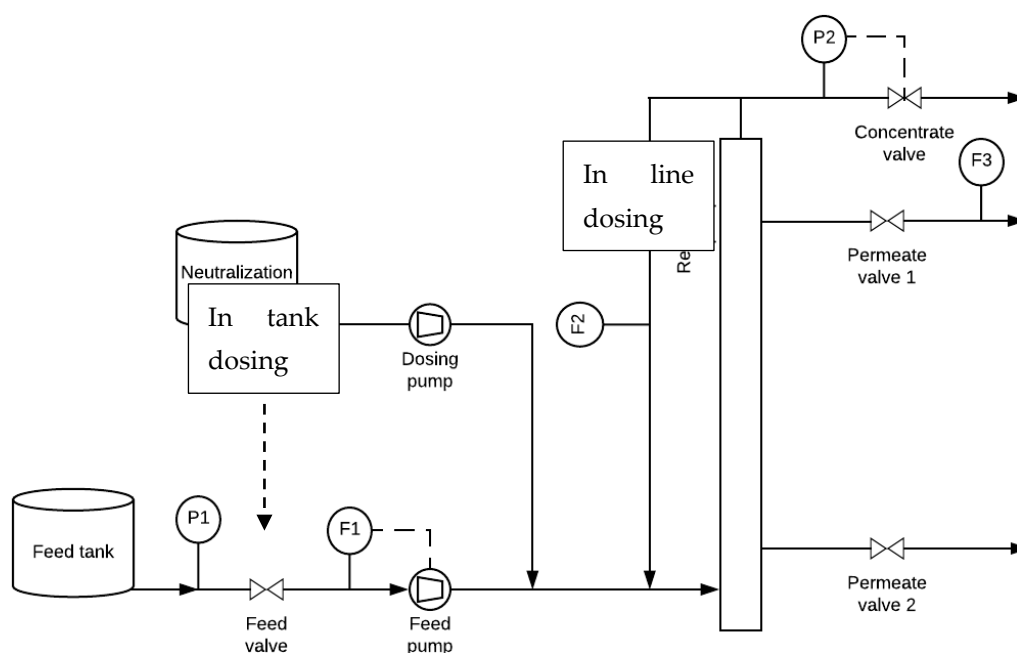 P2
Concentrate
valve
In line
dosing
F3
Re
Permeate
valve 1
Neutralization
In tank
dosing
F2
Dosing
pump
P1
F1
Feed tank
Feed
valve
Feed
pump
Permeate
valve 2